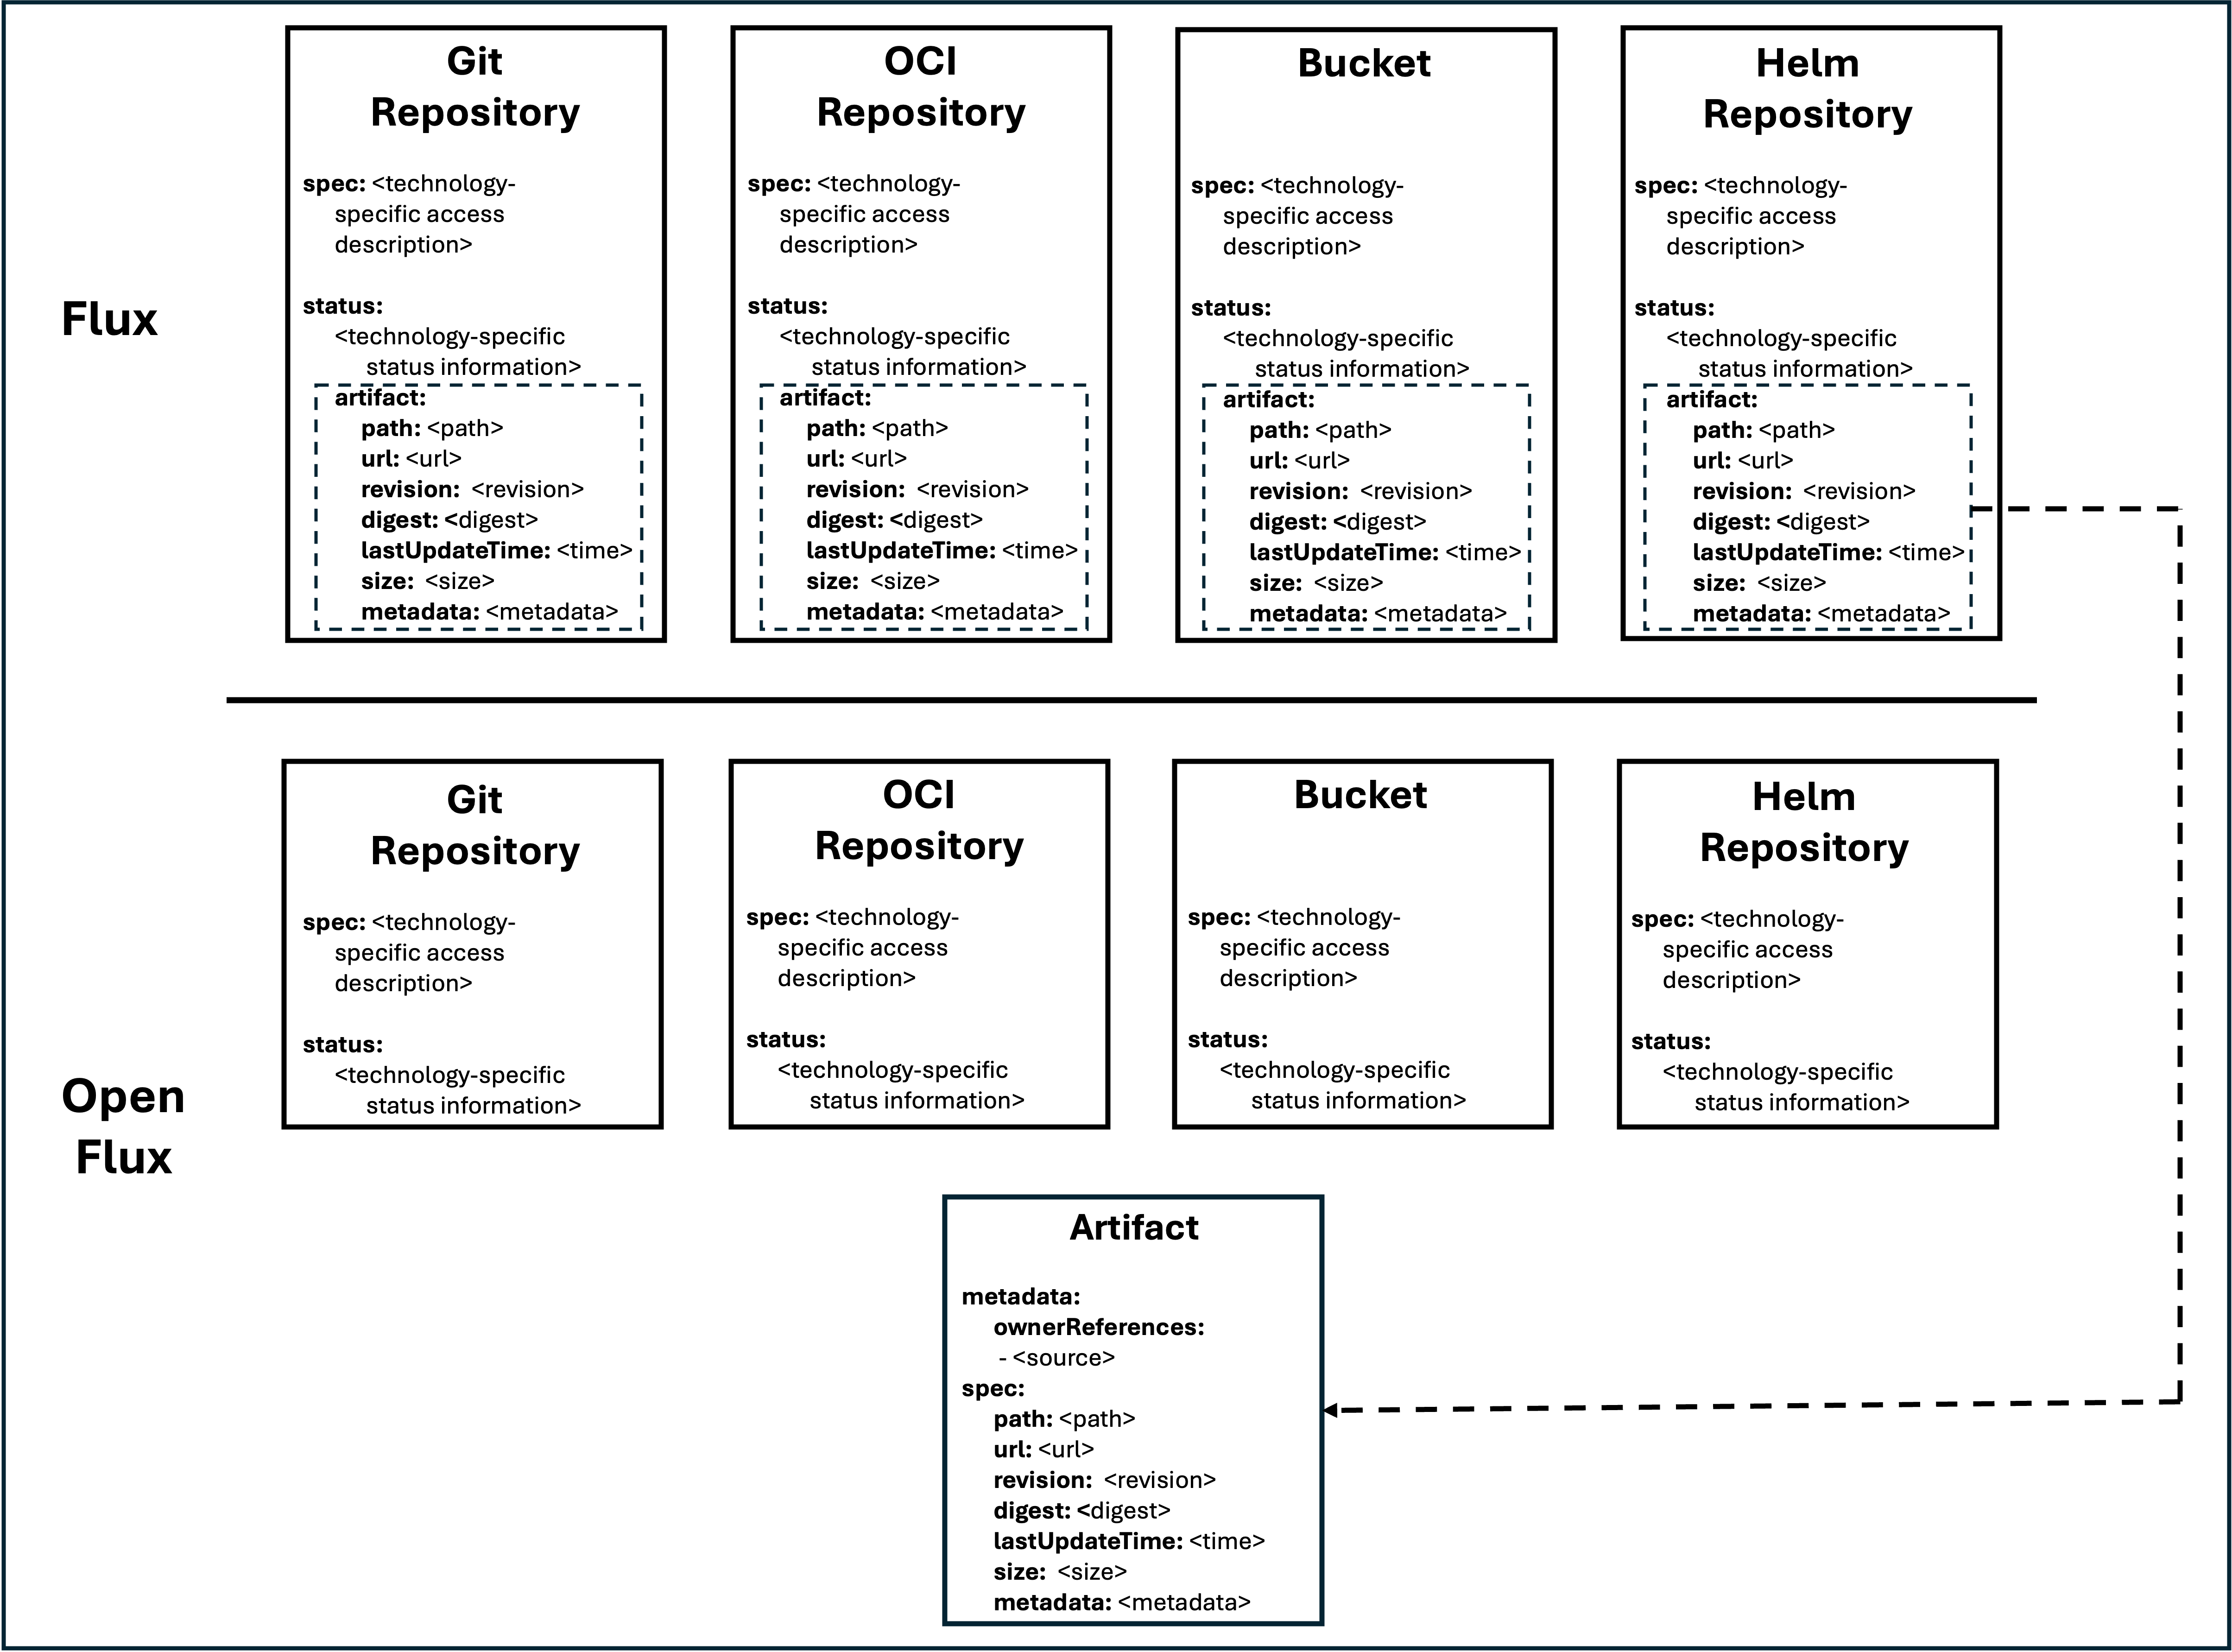 Flux
Git
Repository
spec: <technology-
specific access
description>
status:
<technology-specific
status information>
artifact:
path: <path>
url: <url>
revision: <revision>
digest: <digest>
lastUpdateTime: <time>
size: <size>
metadata: <metadata>
OCI
Repository
spec: <technology-
specific access
description>
status:
<technology-specific
status information>
artifact:
path: <path>
url: <url>
revision: <revision>
digest: <digest>
lastUpdateTime: <time>
size: <size>
metadata: <metadata>
Bucket
spec: <technology-
specific access
description>
status:
<technology-specific
status information>
artifact:
path: <path>
url: <url>
revision: <revision>
digest: <digest>
lastUpdateTime: <time>
size: <size>
metadata: <metadata>
Helm
Repository
spec: <technology-
specific access
description>
status:
<technology-specific
status information>
artifact:
path: <path>
url: <url>
revision: <revision>
digest: <digest>
lastUpdateTime: <time>
size: <size>
metadata: <metadata>
Open
Flux
Git
Repository
spec: <technology-
specific access
description>
status:
<technology-specific
status information>
OCI
Repository
spec: <technology-
specific access
description>
status:
<technology-specific
status information>
Bucket
spec: <technology-
specific access
description>
status:
<technology-specific
status information>
Helm
Repository
spec: <technology-
specific access
description>
status:
<technology-specific
status information>
Artifact
metadata:
ownerReferences:
- <source>
spec:
path: <path>
url: <url>
revision: <revision>
digest: <digest>
lastUpdateTime: <time>
size: <size>
metadata: <metadata>